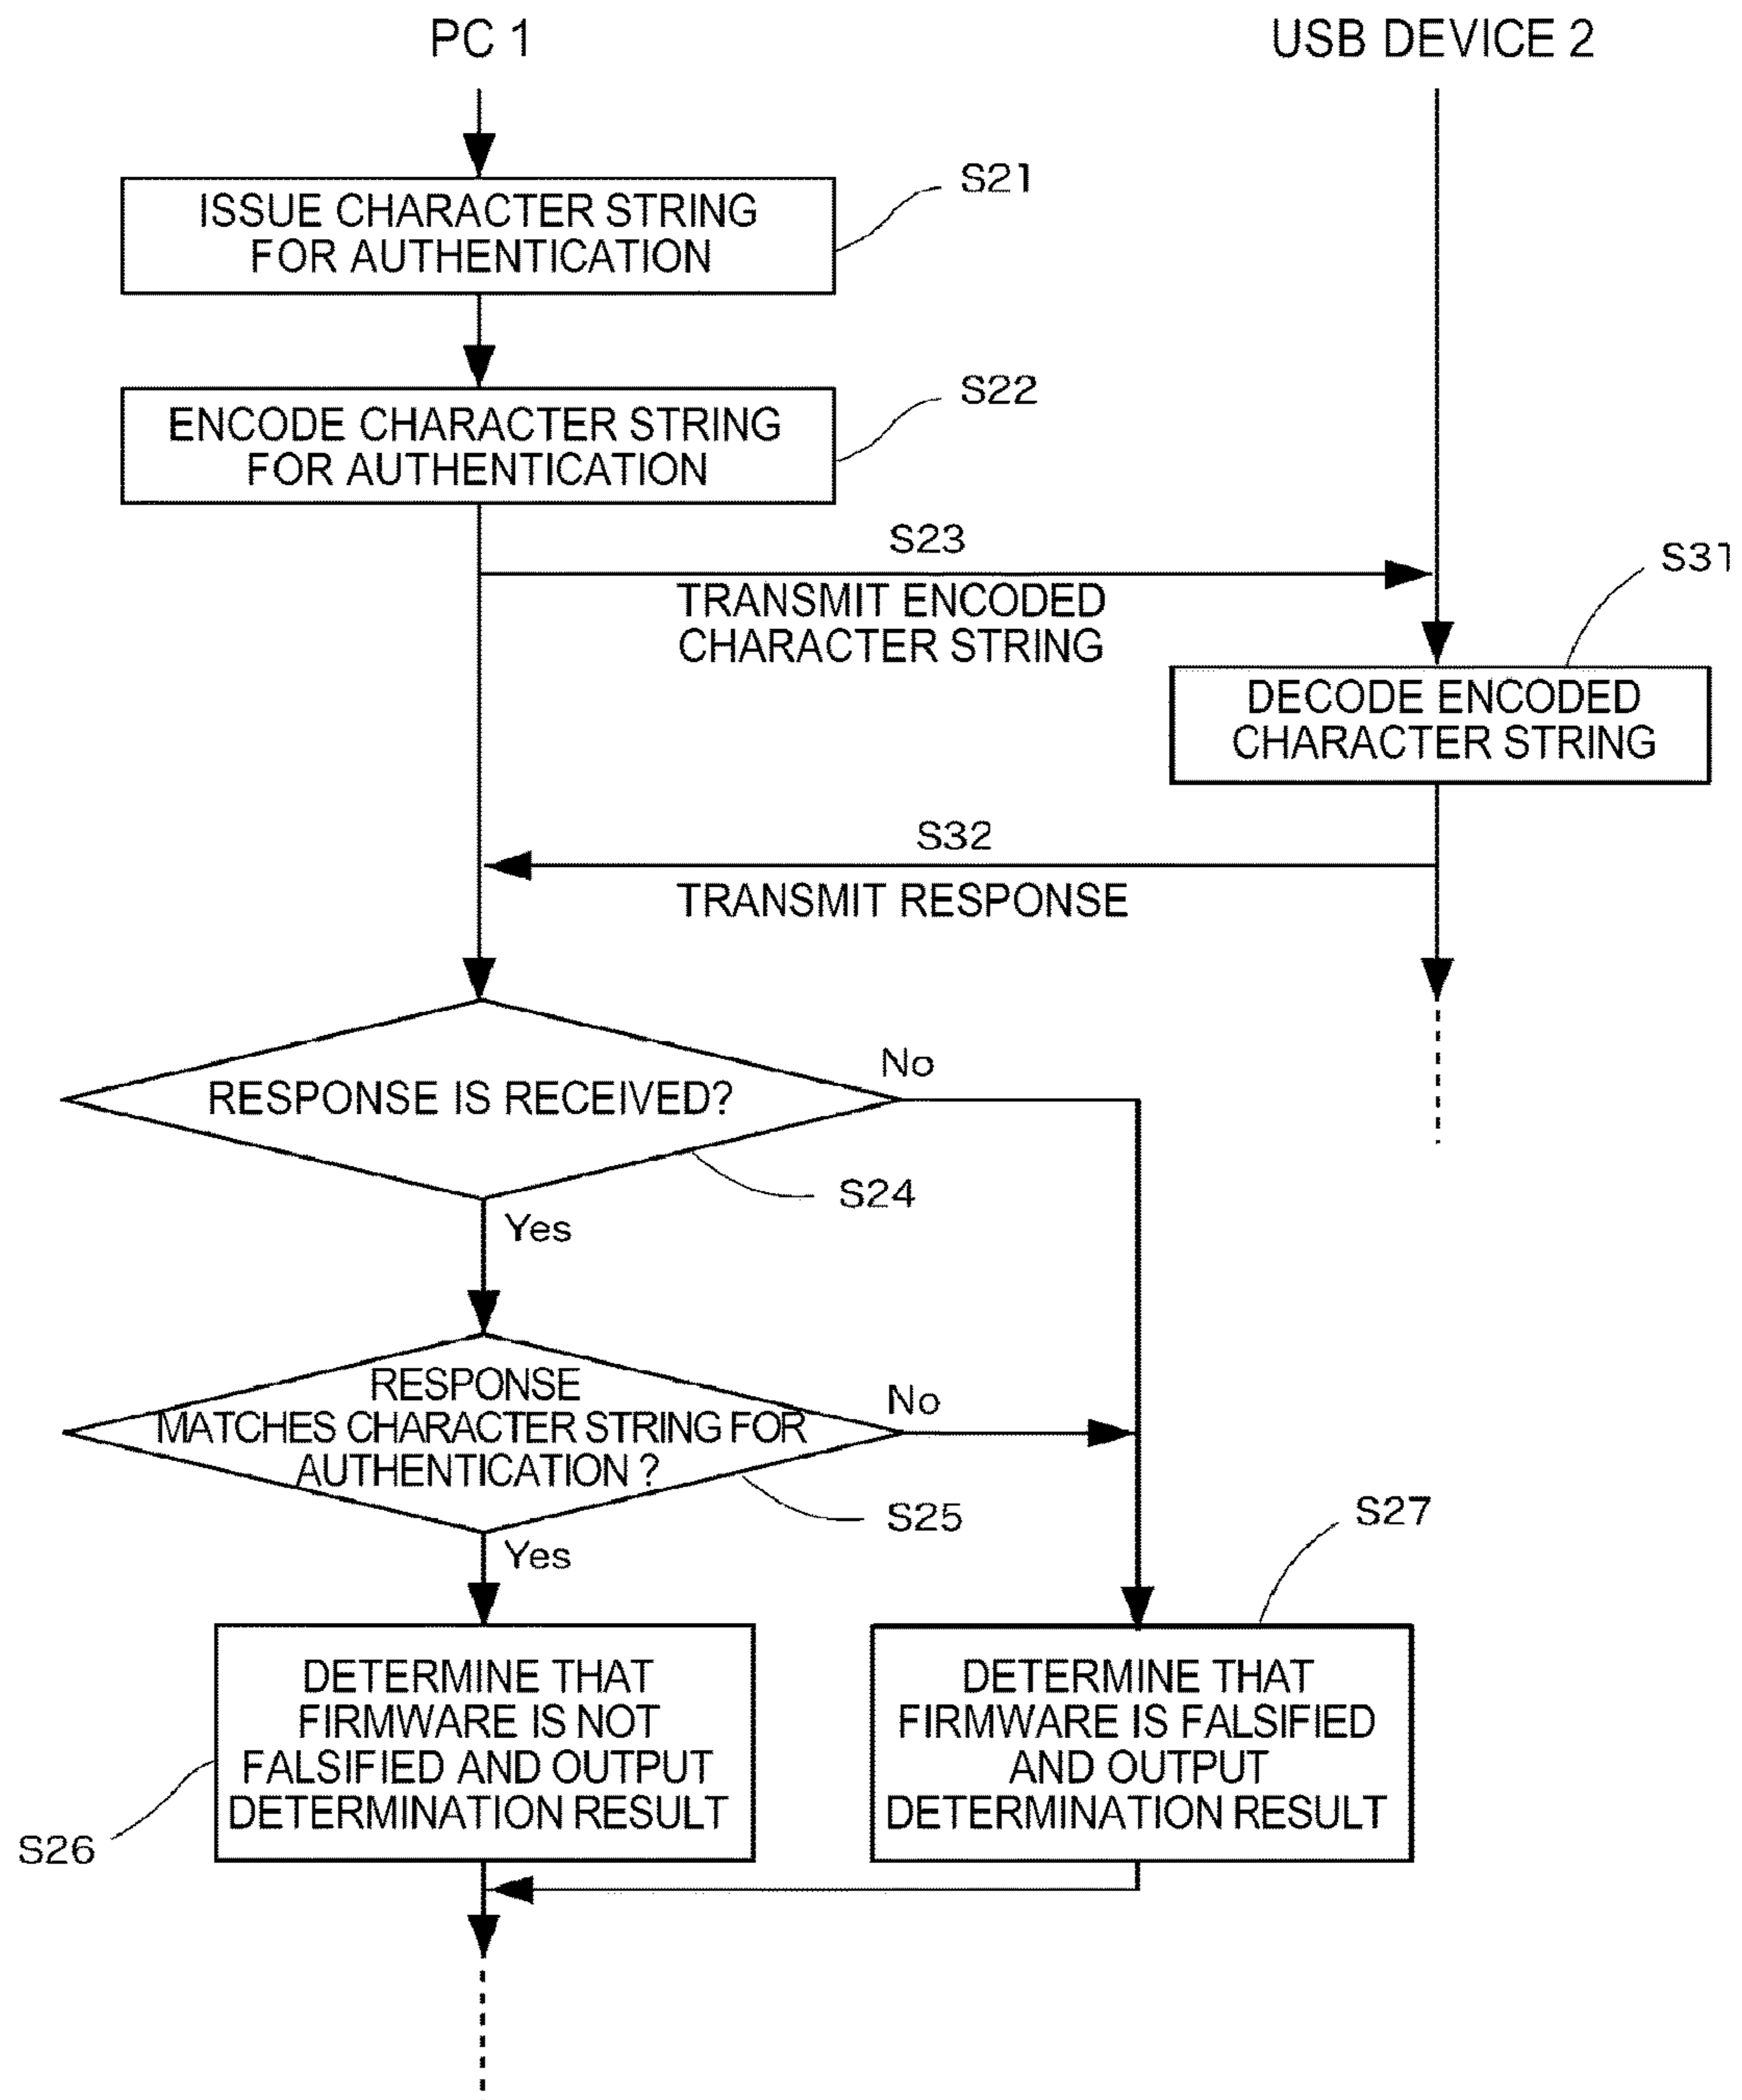 PC 1
USB DEVICE 2
S21
ISSUE CHARACTER STRING
FOR AUTHENTICATION
S22
ENCODE CHARACTER STRING
FOR AUTHENTICATION
S23
TRANSMIT ENCODED
CHARACTER STRING
S31
DECODE ENCODED
CHARACTER STRING
S32
TRANSMIT RESPONSE
RESPONSE IS RECEIVED?
No
S24
Yes
RESPONSE
MATCHES CHARACTER STRING FOR
AUTHENTICATION ?
No
S25
Yes
S27
DETERMINE THAT
FIRMWARE IS NOT
FALSIFIED AND OUTPUT
DETERMINATION RESULT
S26
DETERMINE THAT
FIRMWARE IS FALSIFIED
AND OUTPUT
DETERMINATION RESULT